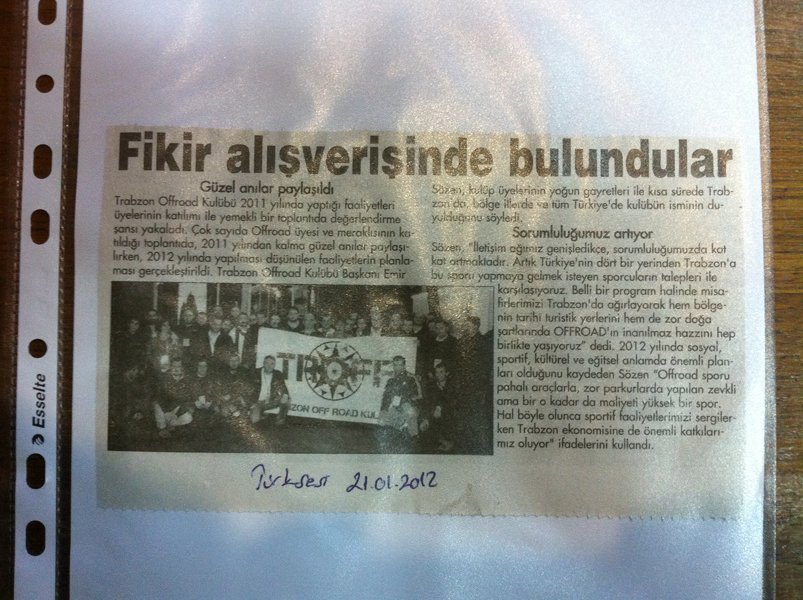 Fikir alışverişinde bulundular
Güzel anılar paylaşıldı
Trabzon Offroad Kulübü 2011 yılında yaptığı faaliyetleri
üyelerinin katılımı ile yemekli bir toplantıda değerlendirme
şansı yakaladı. Çok sayıda Offroad üyesi ve meraklısının ka-
tıldığı toplantıda, 2011 yılından kalma güzel anılar paylaşı-
lırken, 2012 yılında yapılması düşünülen faaliyetlerin planla-
ması gerçekleştirildi. Trabzon Offroad Kulübü Başkanı Emir
Sözen, kulüp üyelerinin yoğun gayretleri ile kısa sürede Trab-
zon'da, bölge illerde ve tüm Türkiye'de kulübün isminin du-
yulduğunu söyledi.
Sorumluluğumuz artıyor
Sözen, "İletişim ağımız genişledikçe, sorumluluğumuzda kat
kat artmaktadır. Artık Türkiye'nin dört bir yerinden Trabzon'a
bu sporu yapmaya gelmek isteyen sporcuların talepleri ile
karşılaşıyoruz. Belli bir program halinde misa-
firlerimizi Trabzon'da ağırlayarak hem bölge-
nin tarihi turistik yerlerini hem de zor doğa
şartlarında OFFROAD'ın inanılmaz hazzını hep
birlikte yaşıyoruz" dedi. 2012 yılında sosyal,
sportif, kültürel ve eğitsel anlamda önemli plan-
ları olduğunu kaydeden Sözen "Offroad sporu
pahalı araçlarla, zor parkurlarda yapılan zevkli
ama bir o kadar da maliyeti yüksek bir spor.
Hal böyle olunca sportif faaliyetlerimizi sergiler-
ken Trabzon ekonomisine de önemli katkıları-
mız oluyor" ifadelerini kullandı.
TROFF
ZON OFF ROAD KUL
Türksesi 21.01.2012
Esselte